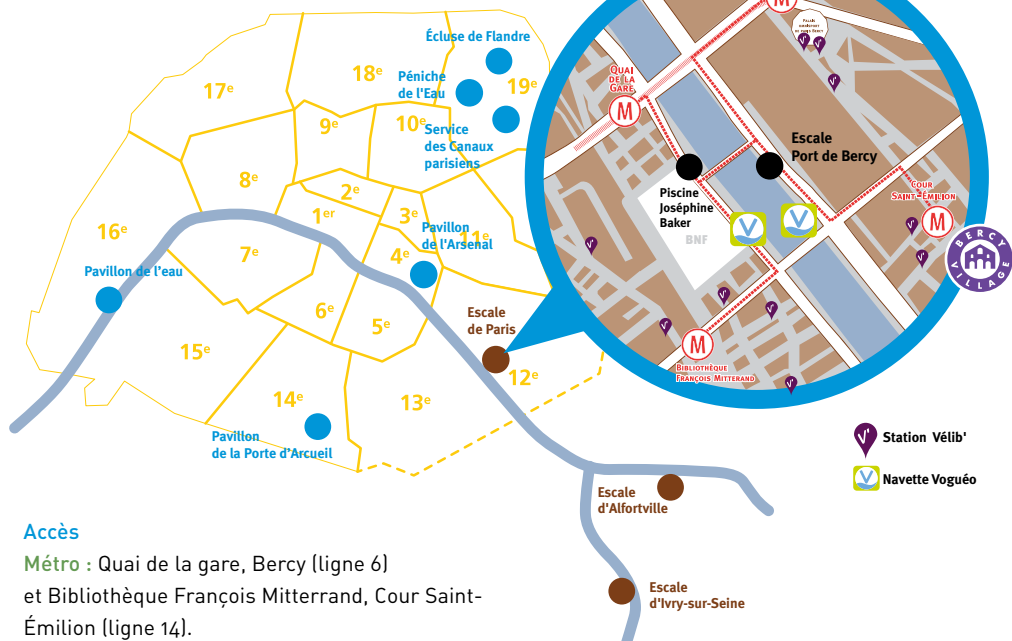 Écluse de Flandre
18e
19e
17e
Péniche
de l'Eau
9e
10e
Service
des Canaux
parisiens
8e
2e
1er
3e
16e
11e
Pavillon
de l'Arsenal
7e
4e
Pavillon de l'eau
6e
5e
Escale
de Paris
15e
12e
14e
13e
Pavillon
de la Porte d'Arcueil
QUAI
DE LA
GARE
M
M
Escale
Port de Bercy
Piscine
Joséphine
Baker
BNF
COUR
SAINT-ÉMILION
M
BERCY
VILLAGE
M
BIBLIOTHÈQUE
FRANÇOIS MITTERAND
V' Station Vélib'
Navette Voguéo
Escale
d'Alfortville
Escale
d'Ivry-sur-Seine
Accès
Métro : Quai de la gare, Bercy (ligne 6)
et Bibliothèque François Mitterrand, Cour Saint-
Émilion (ligne 14).